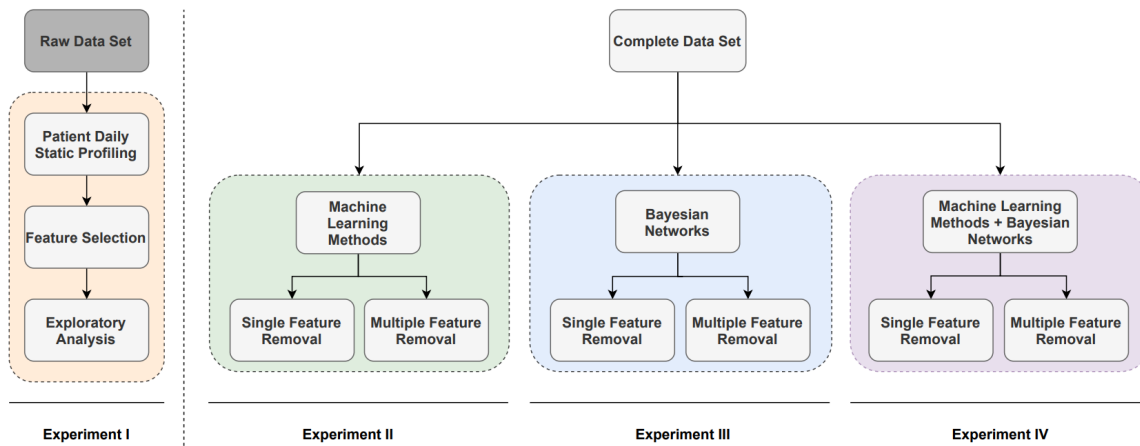 Raw Data Set
Patient Daily
Static Profiling
Feature Selection
Exploratory
Analysis
Experiment I
Complete Data Set
Machine
Learning
Methods
Single Feature
Removal
Multiple Feature
Removal
Experiment II
Bayesian
Networks
Single Feature
Removal
Multiple Feature
Removal
Experiment III
Machine Learning
Methods + Bayesian
Networks
Single Feature
Removal
Multiple Feature
Removal
Experiment IV